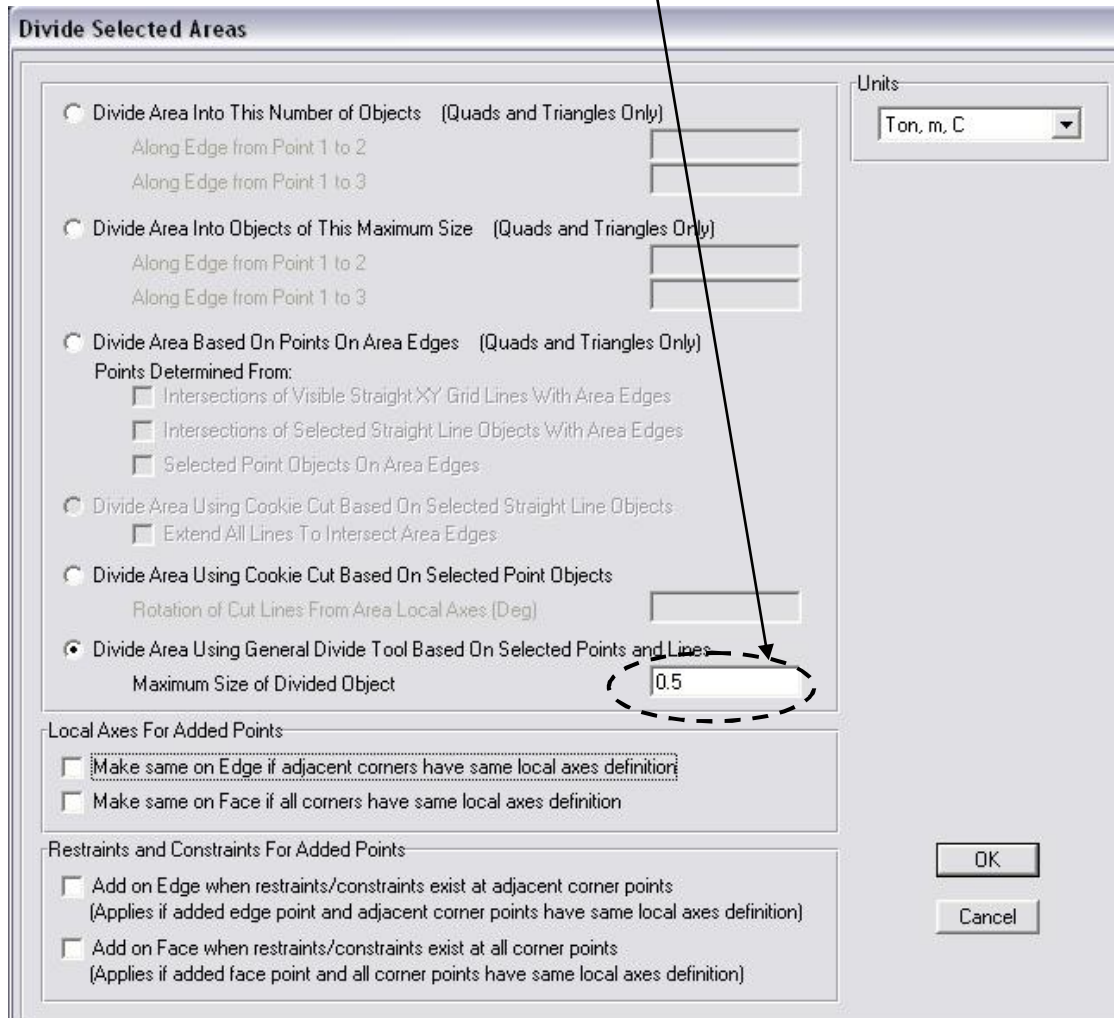 Divide Selected Areas
Divide Area Into This Number of Objects (Quads and Triangles Only)
Along Edge from Point 1 to 2
Along Edge from Point 1 to 3
Divide Area Into Objects of This Maximum Size (Quads and Triangles Only)
Along Edge from Point 1 to 2
Along Edge from Point 1 to 3
Divide Area Based On Points On Area Edges (Quads and Triangles Only)
Points Determined From:
Intersections of Visible Straight XY Grid Lines With Area Edges
Intersections of Selected Straight Line Objects With Area Edges
Selected Point Objects On Area Edges
Divide Area Using Cookie Cut Based On Selected Straight Line Objects
Extend All Lines To Intersect Area Edges
Divide Area Using Cookie Cut Based On Selected Point Objects
Rotation of Cut Lines From Area Local Axes (Deg)
Divide Area Using General Divide Tool Based On Selected Points and Lines
Maximum Size of Divided Object 0.5
Local Axes For Added Points
Make same on Edge if adjacent corners have same local axes definition
Make same on Face if all corners have same local axes definition
Restraints and Constraints For Added Points
Add on Edge when restraints/constraints exist at adjacent corner points
(Applies if added edge point and adjacent corner points have same local axes definition)
Add on Face when restraints/constraints exist at all corner points
(Applies if added face point and all corner points have same local axes definition)
Units
Ton, m, C
OK
Cancel